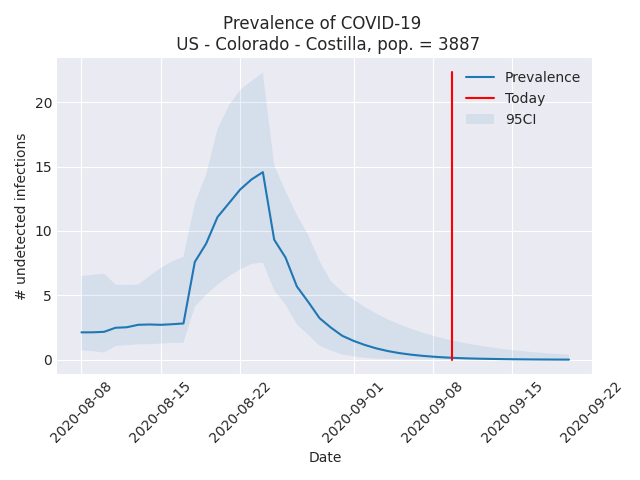 Prevalence of COVID-19
US - Colorado - Costilla, pop. = 3887
Prevalence
Today
95CI
# undetected infections
20
15
10
5
0
2020-08-08
2020-08-15
2020-08-22
2020-09-01
2020-09-08
2020-09-15
2020-09-22
Date